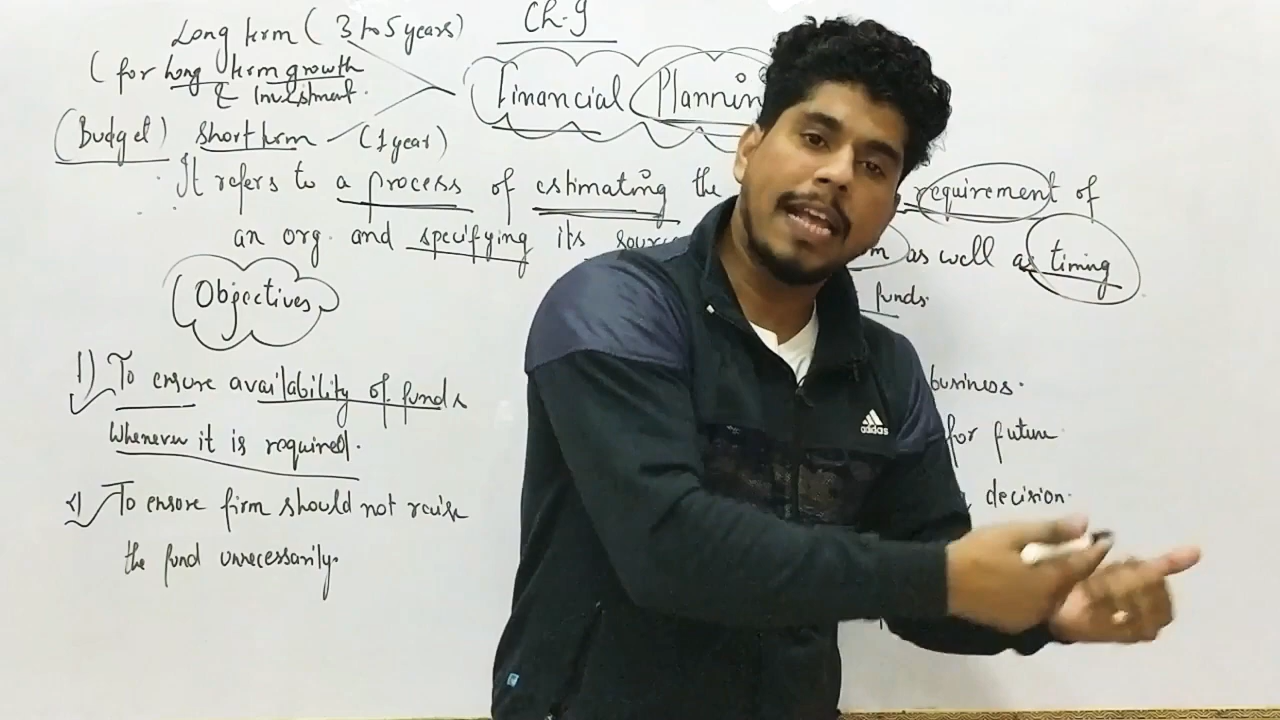 Long term ( 3 to 5 years)
Ch-9
( for Long term growth
& Investment.
Financial Planning
(Budget) short term — (1 year)
It refers to a process of estimating the requirement of
an org. and specifying its as well as timing
funds.
Objectives
1) To ensure availability of funds
whenever it is required.
business.
for future
2) To ensure firm should not raise
decision.
the fund unnecessarily.
adidas